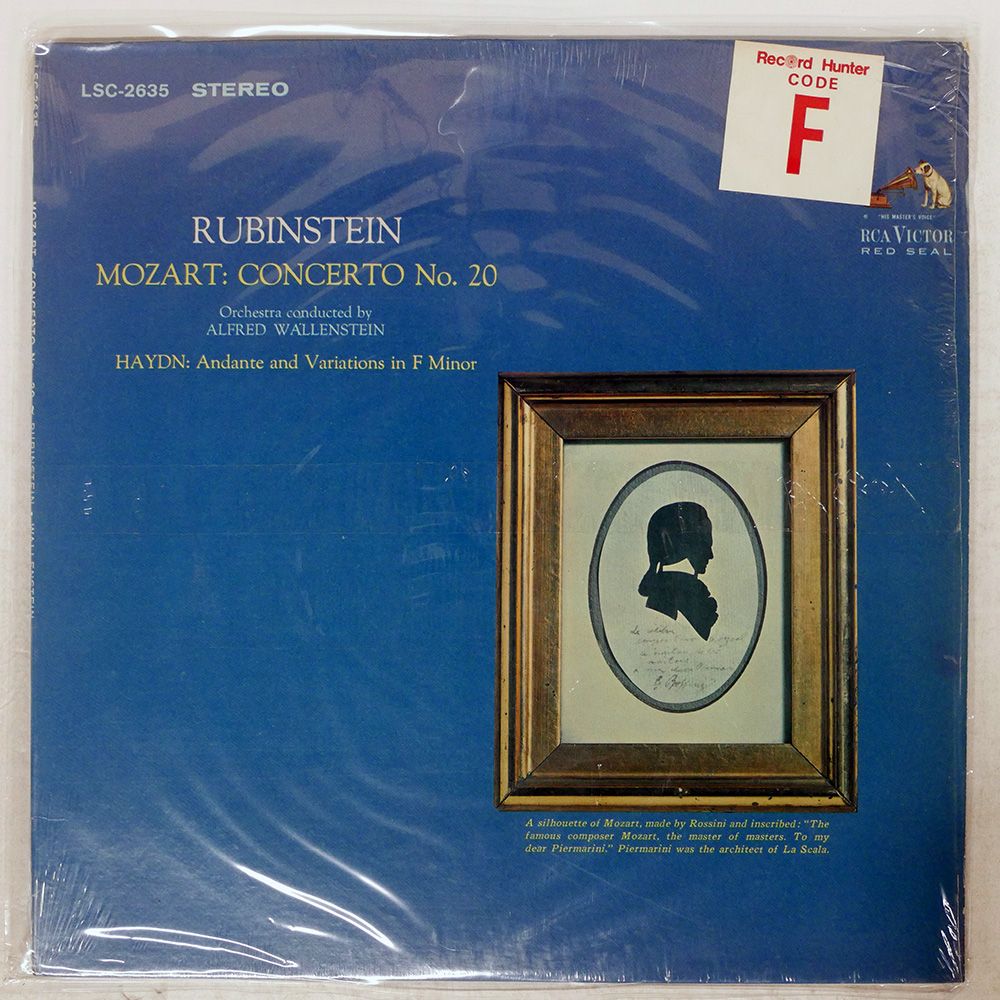 LSC-2635 STEREO
Record Hunter
CODE
F
"HIS MASTER'S VOICE"
RCA VICTOR
RED SEAL
RUBINSTEIN
MOZART: CONCERTO No. 20
Orchestra conducted by
ALFRED WALLENSTEIN
HAYDN: Andante and Variations in F Minor
A silhouette of Mozart, made by Rossini and inscribed: "The
famous composer Mozart, the master of masters. To my
dear Piermarini." Piermarini was the architect of La Scala.